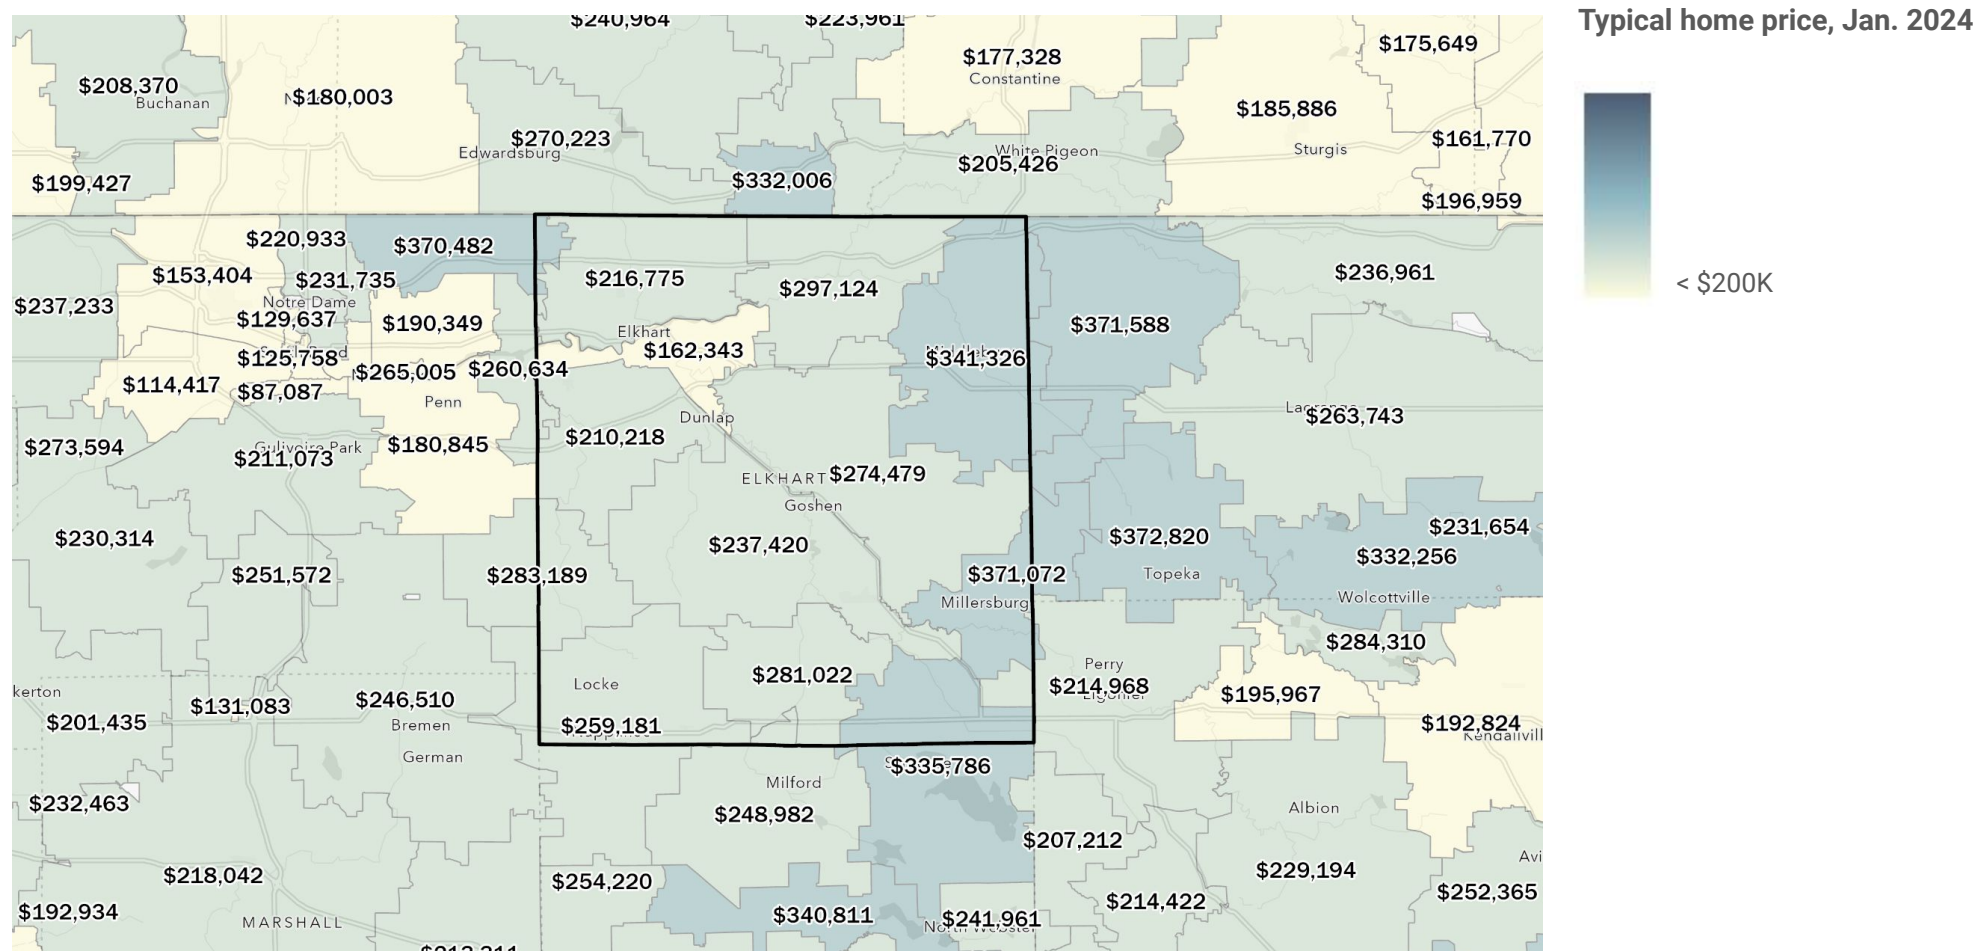 Typical home price, Jan. 2024
< $200K
$240,964
$223,961
$175,649
$177,328
Constantine
$208,370
Buchanan
$180,003
$185,886
$270,223
Edwardsburg
White Pigeon
$205,426
Sturgis
$161,770
$199,427
$332,006
$196,959
$220,933
$370,482
$153,404
$231,735
$216,775
$297,124
$236,961
Notre Dame
$237,233
$129,637
$190,349
Elkhart
$371,588
$162,343
$125,758
$341,326
$265,005
$260,634
$114,417
$87,087
Penn
Dunlap
$263,743
$273,594
Gulivoire Park
$211,073
$180,845
$210,218
ELKHART
$274,479
Goshen
$230,314
$237,420
$372,820
$231,654
$332,256
$251,572
$283,189
$371,072
Topeka
Millersburg
Wolcottville
$284,310
Perry
$214,968
$281,022
Locke
kerton
$195,967
$131,083
$246,510
$201,435
Bremen
$259,181
$192,824
German
$335,786
Milford
$248,982
$232,463
Albion
$207,212
Avi
$229,194
$218,042
$254,220
$252,365
$192,934
MARSHALL
$340,811
$241,961
$214,422